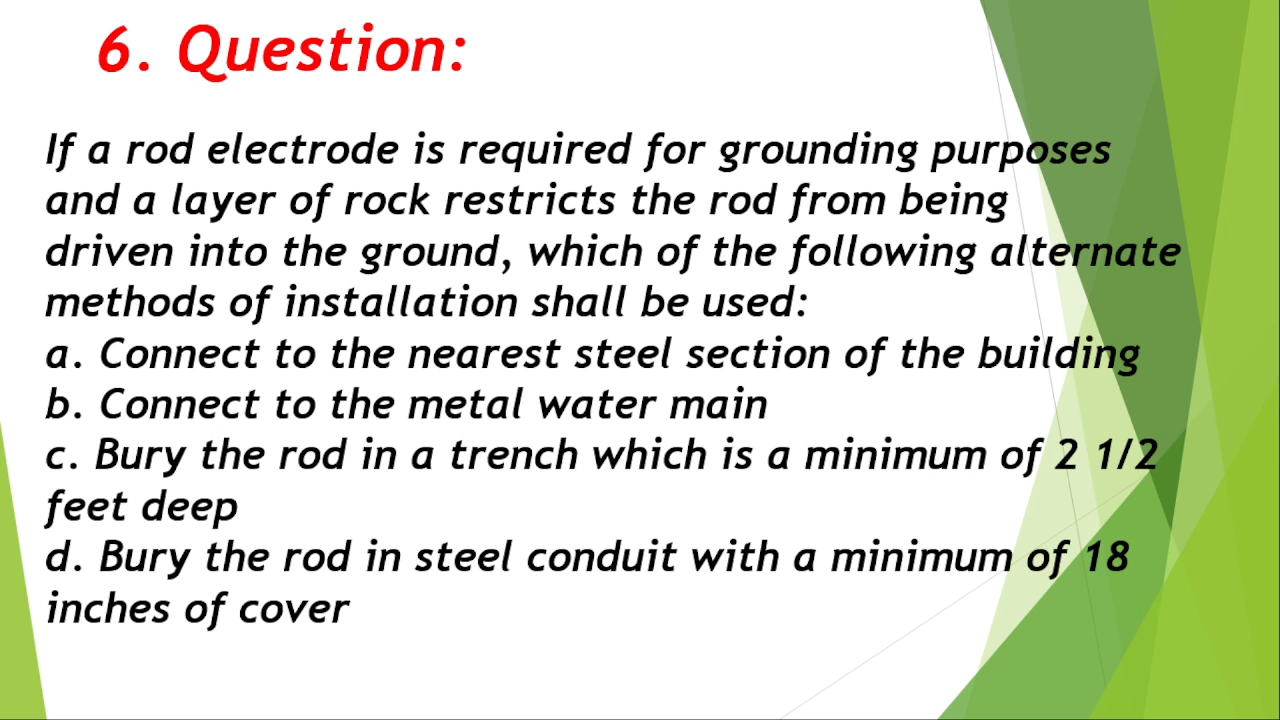 6. Question:
If a rod electrode is required for grounding purposes
and a layer of rock restricts the rod from being
driven into the ground, which of the following alternate
methods of installation shall be used:
a. Connect to the nearest steel section of the building
b. Connect to the metal water main
c. Bury the rod in a trench which is a minimum of 2 1/2
feet deep
d. Bury the rod in steel conduit with a minimum of 18
inches of cover